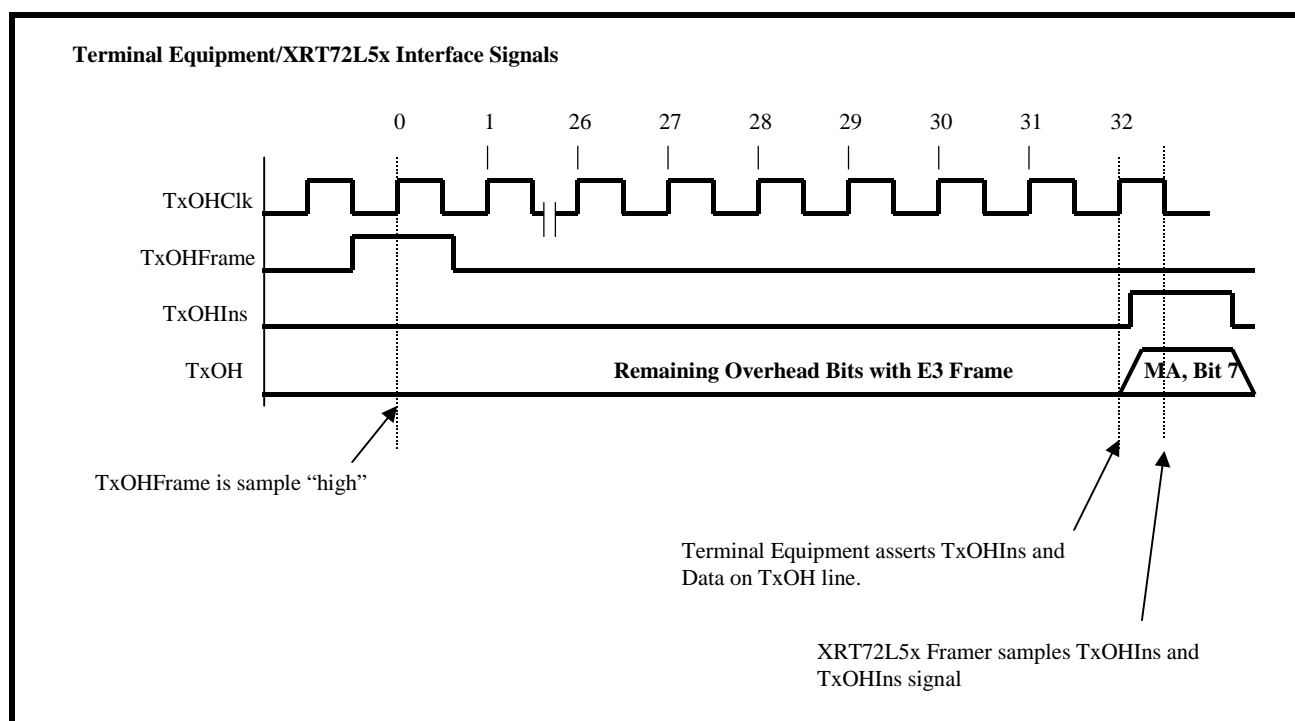 Terminal Equipment/XRT72L5x Interface Signals
0 1 26 27 28 29 30 31 32
TxOHClk
TxOHFrame
TxOHIns
TxOH
Remaining Overhead Bits with E3 Frame
MA, Bit 7
TxOHFrame is sample “high”
Terminal Equipment asserts TxOHIns and
Data on TxOH line.
XRT72L5x Framer samples TxOHIns and
TxOHIns signal